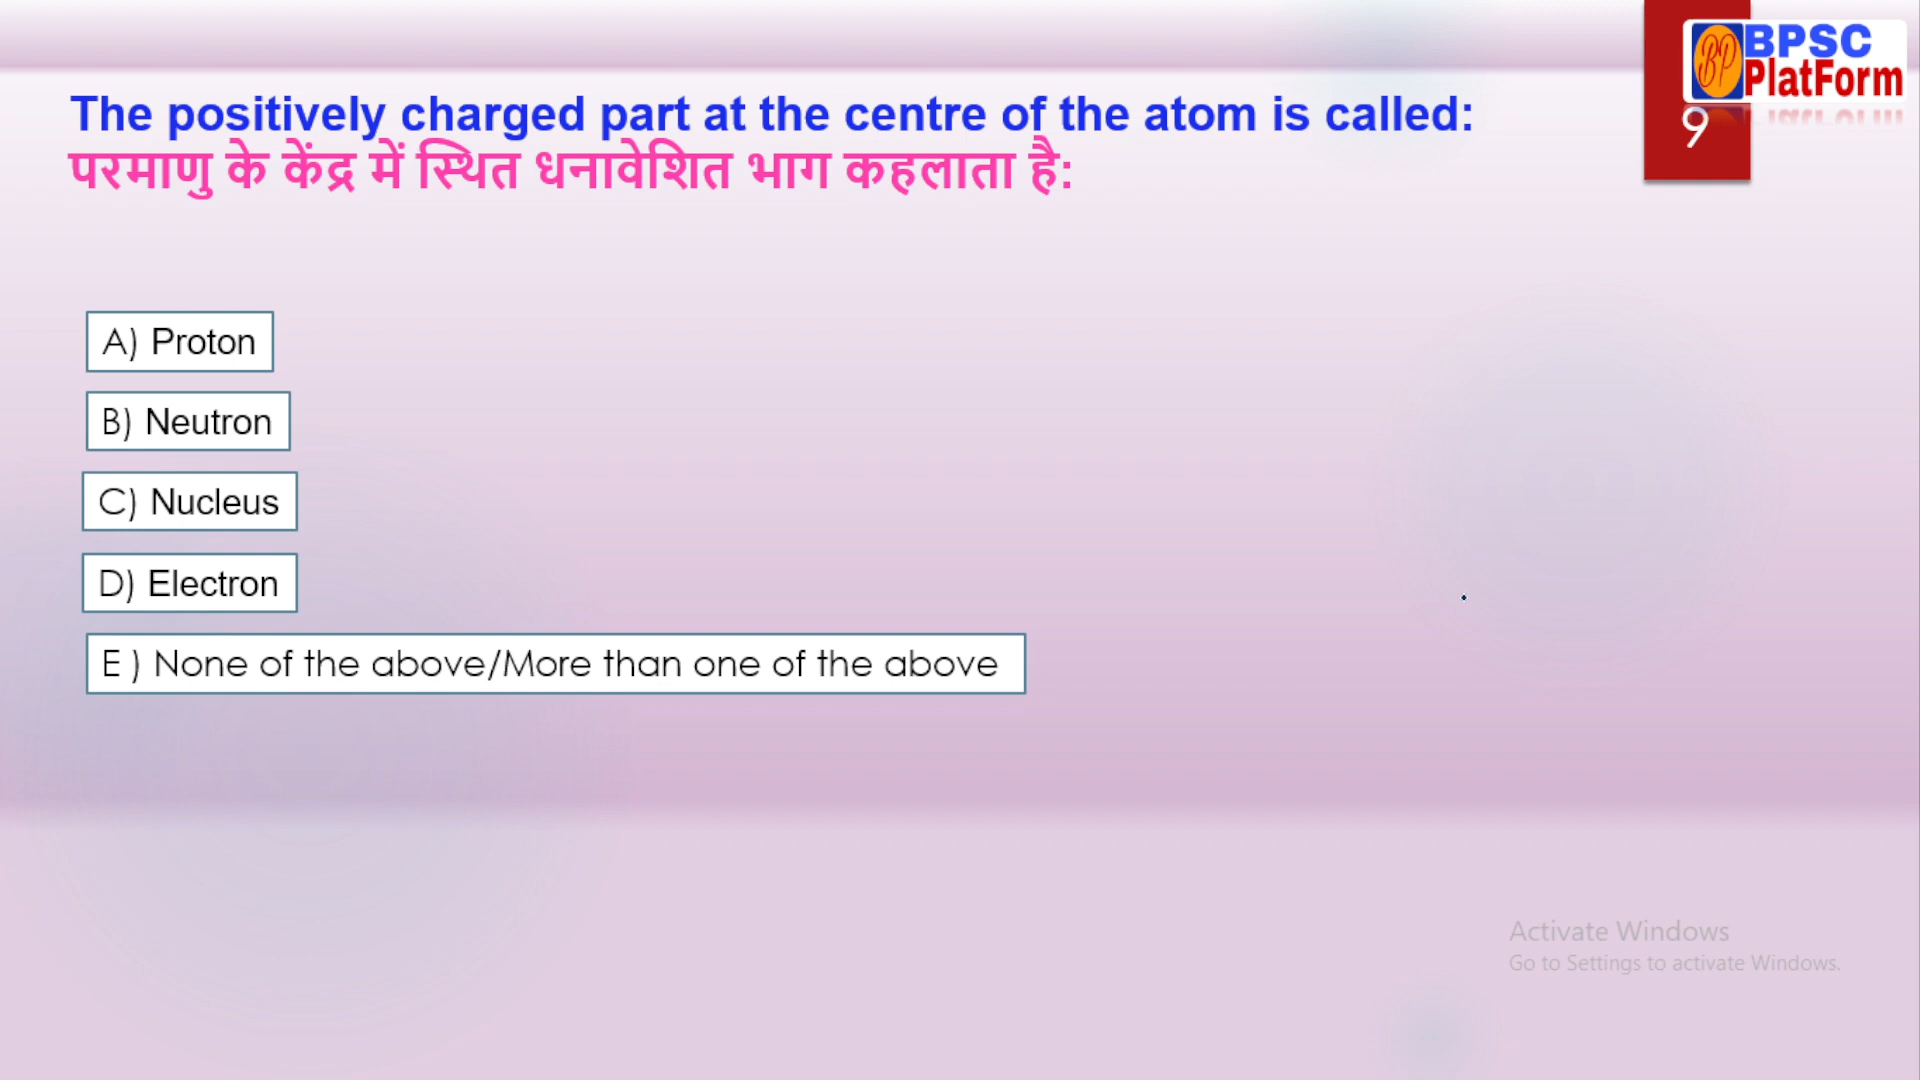 BPSC
PlatForm
9
The positively charged part at the centre of the atom is called:
परमाणु के केंद्र में स्थित धनावेशित भाग कहलाता है:
A) Proton
B) Neutron
C) Nucleus
D) Electron
E ) None of the above/More than one of the above
Activate Windows
Go to Settings to activate Windows.